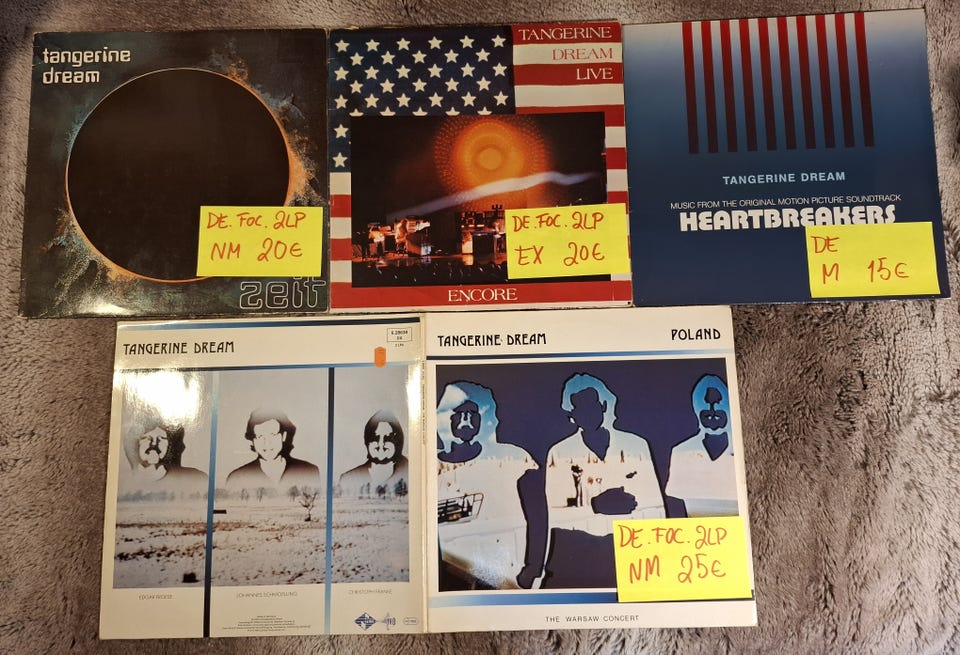 tangerine
dream
DE. FOC. 2LP
NM 20€
zeit
TANGERINE
DREAM
LIVE
DE. FOC. 2LP
EX 20€
ENCORE
TANGERINE DREAM
MUSIC FROM THE ORIGINAL MOTION PICTURE SOUNDTRACK
HEARTBREAKERS
DE
M 15€
TANGERINE DREAM
EDGAR FROESE
JOHANNES SCHMOELLING
CHRISTOPH FRANKE
TANGERINE DREAM
POLAND
DE. FOC. 2LP
NM 25€
THE WARSAW CONCERT